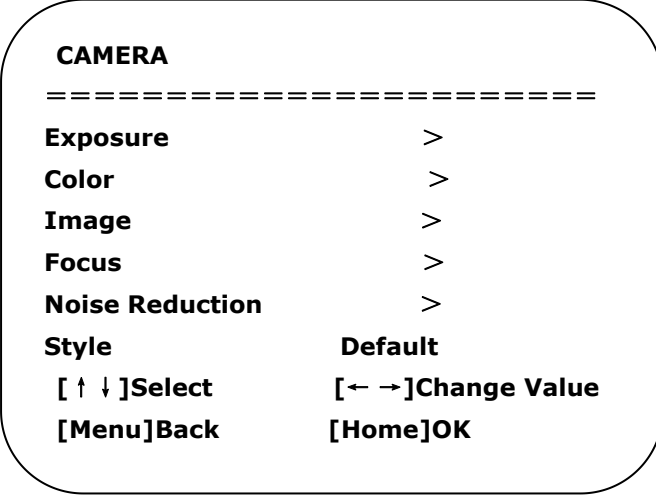 CAMERA
=======================
Exposure >
Color >
Image >
Focus >
Noise Reduction >
Style Default
[↑↓]Select [← →]Change Value
[Menu]Back [Home]OK